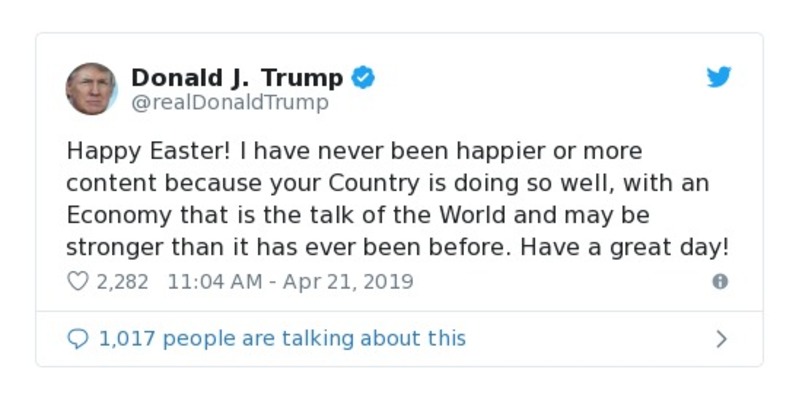 Donald J. Trump
@realDonaldTrump
Happy Easter! I have never been happier or more
content because your Country is doing so well, with an
Economy that is the talk of the World and may be
stronger than it has ever been before. Have a great day!
2,282 11:04 AM - Apr 21, 2019
1,017 people are talking about this